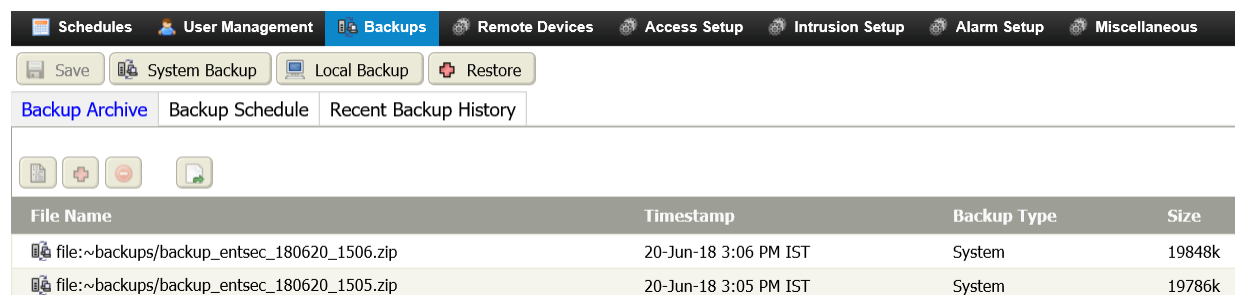 Schedules User Management Backups Remote Devices Access Setup Intrusion Setup Alarm Setup Miscellaneous
Save System Backup Local Backup Restore
Backup Archive Backup Schedule Recent Backup History
File Name Timestamp Backup Type Size
file:~backups/backup_entsec_180620_1506.zip 20-Jun-18 3:06 PM IST System 19848k
file:~backups/backup_entsec_180620_1505.zip 20-Jun-18 3:05 PM IST System 19786k